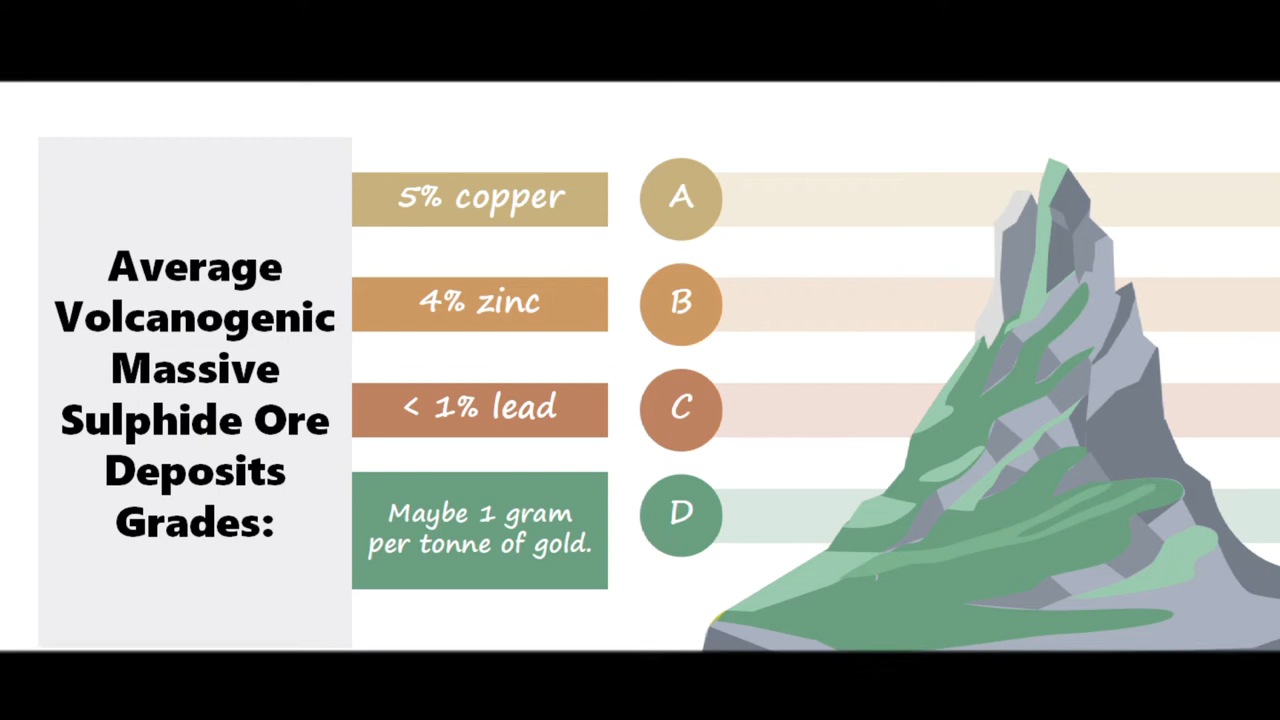 Average
Volcanogenic
Massive
Sulphide Ore
Deposits
Grades:
5% copper
A
4% zinc
B
< 1% lead
C
Maybe 1 gram
per tonne of gold.
D